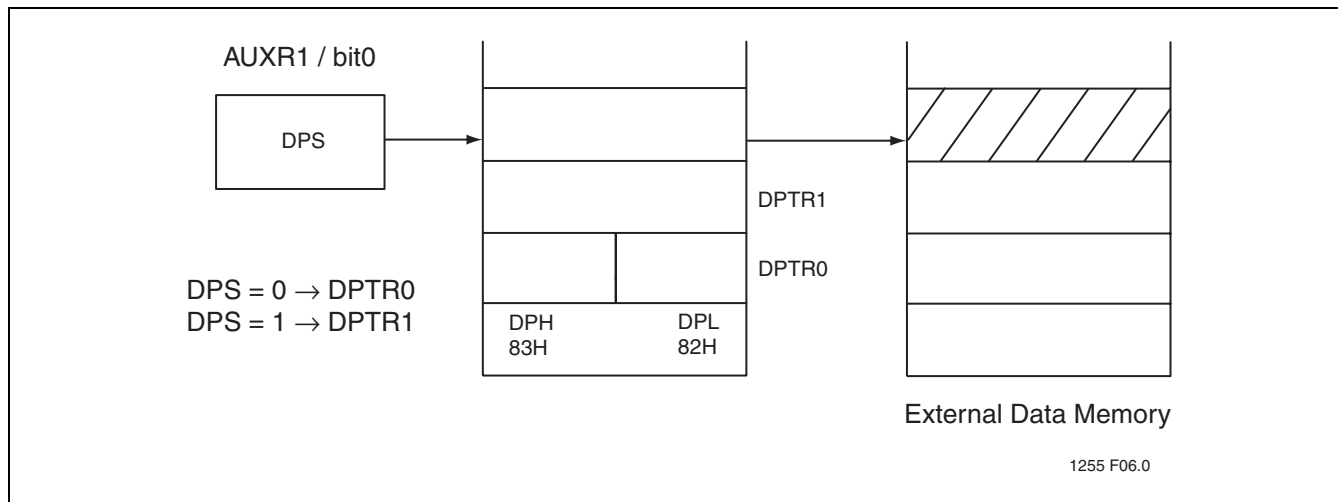 AUXR1 / bit0
DPS
DPTR1
DPTR0
DPS = 0 → DPTR0
DPS = 1 → DPTR1
DPH DPL
83H 82H
External Data Memory
1255 F06.0